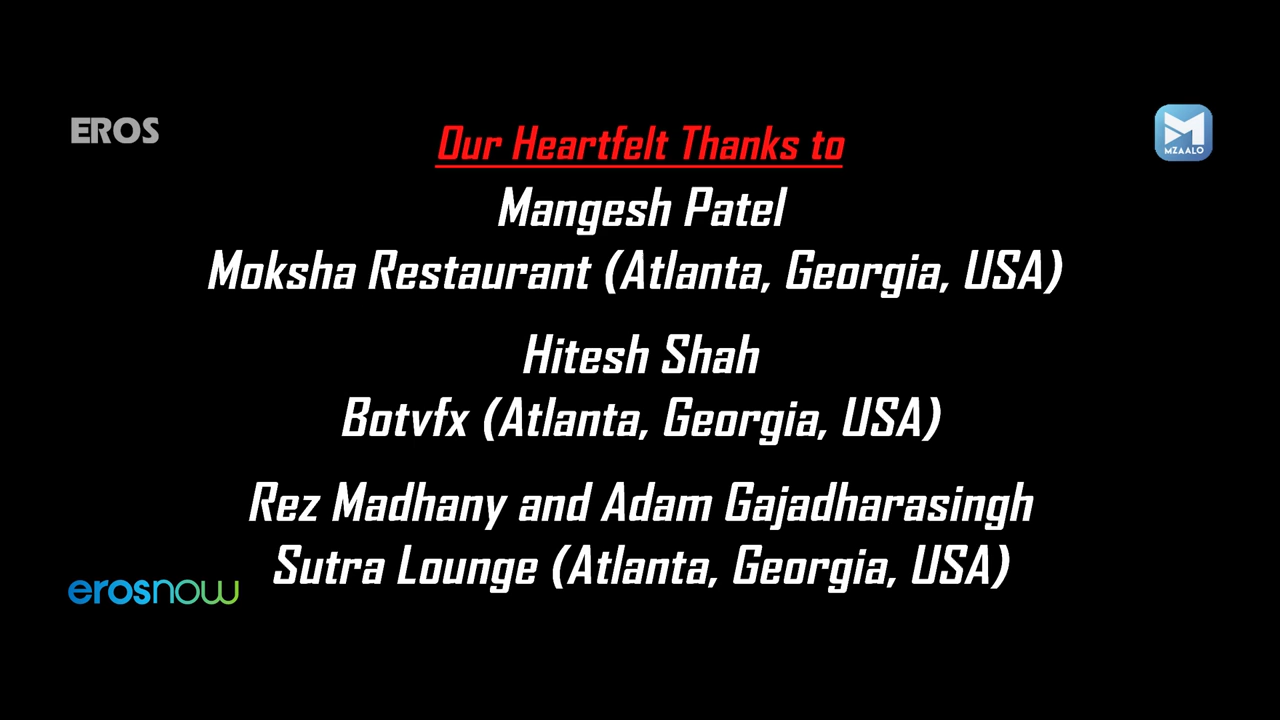 EROS
MZAALO
Our Heartfelt Thanks to
Mangesh Patel
Moksha Restaurant (Atlanta, Georgia, USA)
Hitesh Shah
Botvfx (Atlanta, Georgia, USA)
Rez Madhany and Adam Gajadharasingh
Sutra Lounge (Atlanta, Georgia, USA)
erosnow